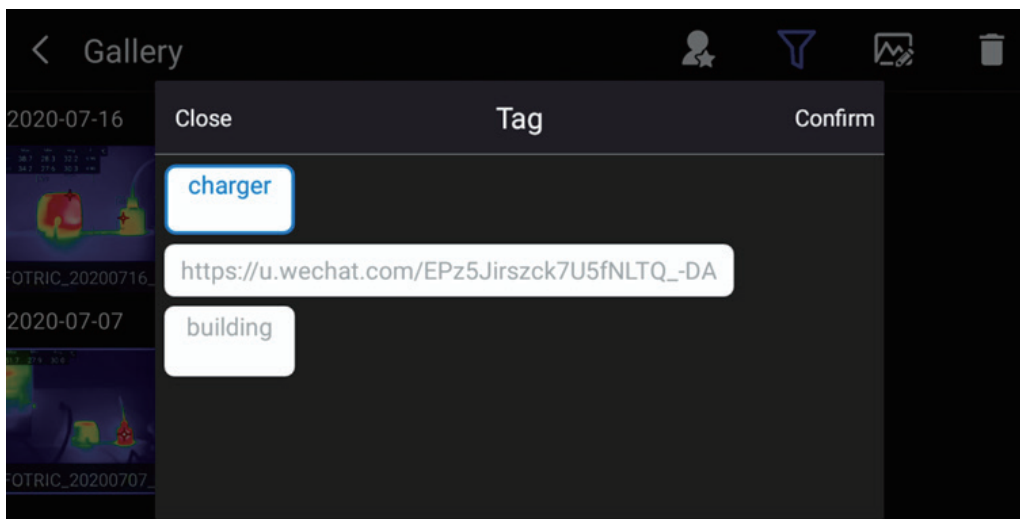 Gallery
2020-07-16
Close
Tag
Confirm
charger
https://u.wechat.com/EPz5Jirszck7U5fNLTQ_-DA
FOTRIC_20200716_
2020-07-07
building
FOTRIC_20200707_